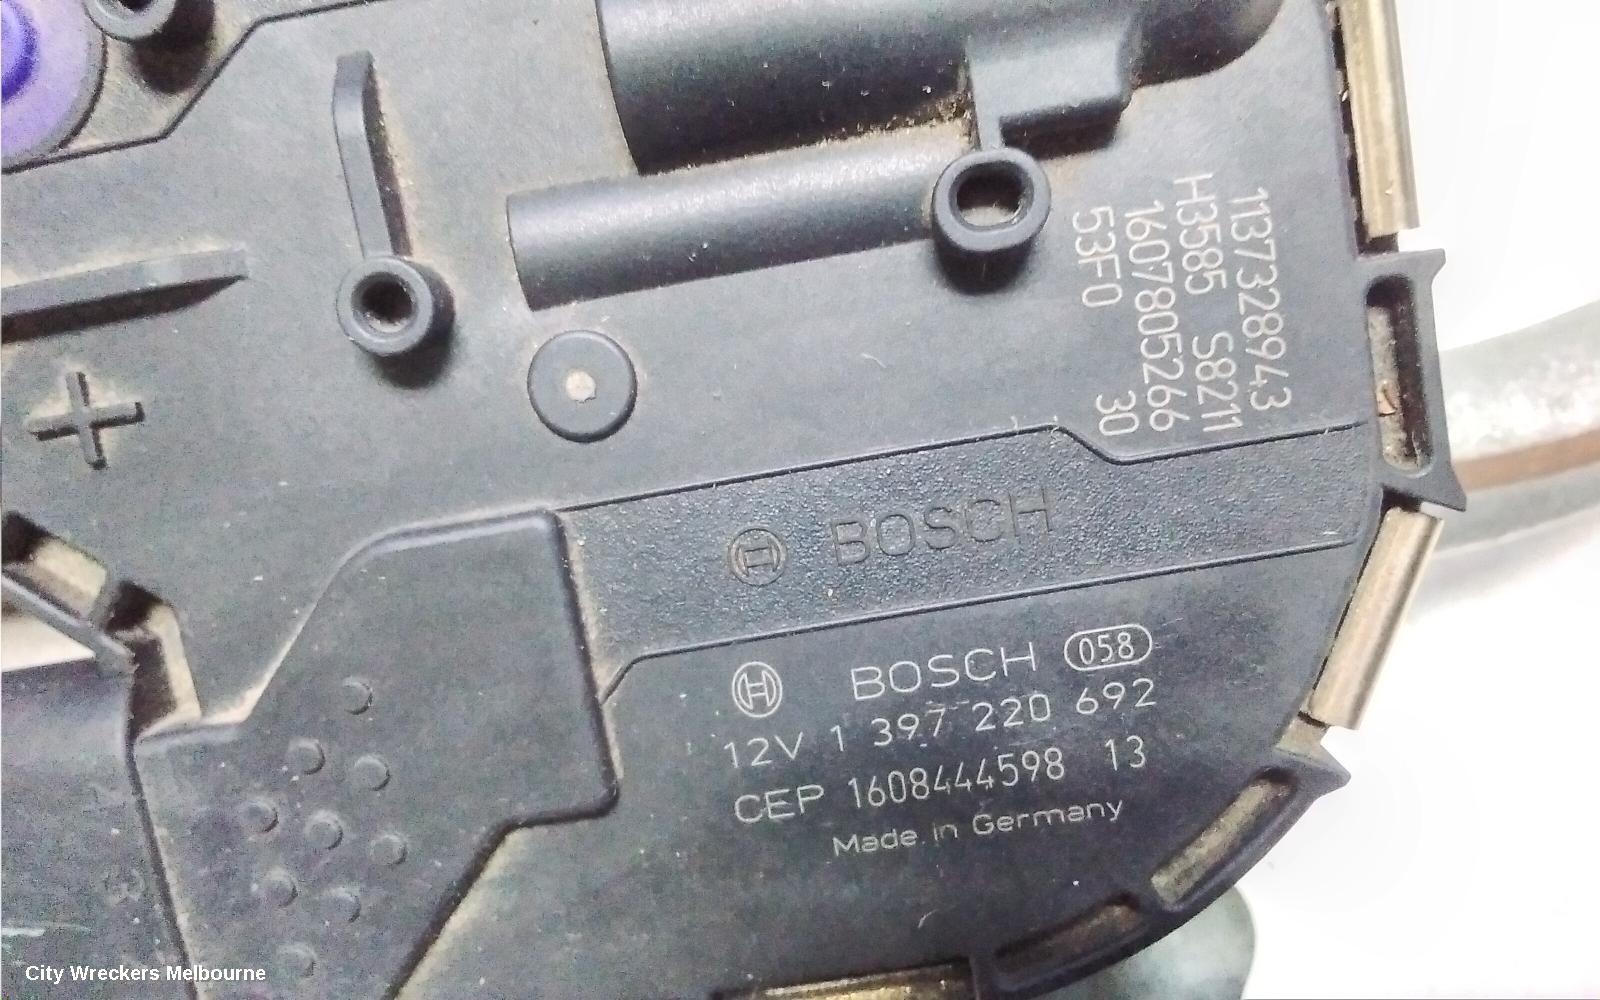 1137328943
H3585 S8211
1607805266
53F0 30
BOSCH
BOSCH 058
12V 1 397 220 692
CEP 1608444598 13
Made in Germany
City Wreckers Melbourne